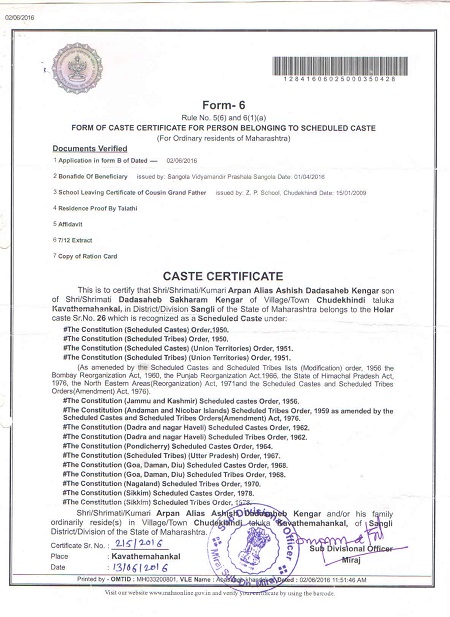 02/06/2016
12841606025000350428
Form- 6
Rule No. 5(6) and 6(1)(a)
FORM OF CASTE CERTIFICATE FOR PERSON BELONGING TO SCHEDULED CASTE
(For Ordinary residents of Maharashtra)
Documents Verified
1 Application in form B of Dated — 02/06/2016
2 Bonafide Of Beneficiary issued by: Sangola Vidyamandir Prashala Sangola Date: 01/04/2016
3 School Leaving Certificate of Cousin Grand Father issued by: Z. P. School, Chudekhindi Date: 15/01/2009
4 Residence Proof By Talathi
5 Affidavit
6 7/12 Extract
7 Copy of Ration Card
CASTE CERTIFICATE
This is to certify that Shri/Shrimati/Kumari Arpan Alias Ashish Dadasaheb Kengar son
of Shri/Shrimati Dadasaheb Sakharam Kengar of Village/Town Chudekhindi taluka
Kavathemahankal, in District/Division Sangli of the State of Maharashtra belongs to the Holar
caste Sr.No. 26 which is recognized as a Scheduled Caste under:
#The Constitution (Scheduled Castes) Order,1950.
#The Constitution (Scheduled Tribes) Order, 1950.
#The Constitution (Scheduled Castes) (Union Territories) Order, 1951.
#The Constitution (Scheduled Tribes) (Union Territories) Order, 1951.
(As amended by the Scheduled Castes and Scheduled Tribes lists (Modification) order, 1956 the
Bombay Reorganization Act, 1960, the Punjab Reorganization Act.1966, the State of Himachal Pradesh Act,
1976, the North Eastern Areas(Reorganization) Act, 1971and the Scheduled Castes and Scheduled Tribes
Orders(Amendment) Act, 1976).
#The Constitution (Jammu and Kashmir) Scheduled castes Order, 1956.
#The Constitution (Andaman and Nicobar Islands) Scheduled Tribes Order, 1959 as amended by the
Scheduled Castes and Scheduled Tribes Orders(Amendment) Act, 1976.
#The Constitution (Dadra and nagar Haveli) Scheduled Castes Order, 1962.
#The Constitution (Dadra and nagar Haveli) Scheduled Tribes Order, 1962.
#The Constitution (Pondicherry) Scheduled Castes Order, 1964.
#The Constitution (Scheduled Tribes) (Utter Pradesh) Order, 1967.
#The Constitution (Goa, Daman, Diu) Scheduled Castes Order, 1968.
#The Constitution (Goa, Daman, Diu) Scheduled Tribes Order, 1968.
#The Constitution (Nagaland) Scheduled Tribes Order, 1970.
#The Constitution (Sikkim) Scheduled Castes Order, 1978.
#The Constitution (Sikkim) Scheduled Tribes Order, 1978.
Shri/Shrimati/Kumari Arpan Alias Ashish Dadasaheb Kengar and/or his family
ordinarily reside(s) in Village/Town Chudekhindi taluka Kavathemahankal, of Sangli
District/Division of the State of Maharashtra.
Certificate Sr. No. : 215/2016
Place : Kavathemahankal
Date : 13/06/2016
Sub Divisional Officer
Miraj
Printed by - OMTID : MH033200801, VLE Name : Dated : 02/06/2016 11:51:46 AM
Visit our website www.mahaonline.gov.in and verify your certificate by using the barcode.